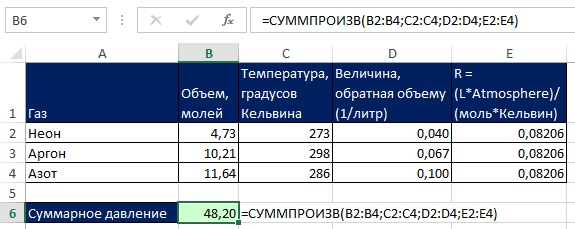 B6 fx =СУММПРОИЗВ(B2:B4;C2:C4;D2:D4;E2:E4)
A B C D E
1 Газ Объем, молей Температура, градусов Кельвина Величина, обратная объему (1/литр) R = (L*Atmosphere)/ (моль*Кельвин)
2 Неон 4,73 273 0,040 0,08206
3 Аргон 10,21 298 0,067 0,08206
4 Азот 11,64 286 0,100 0,08206
5
6 Суммарное давление 48,20 =СУММПРОИЗВ(B2:B4;C2:C4;D2:D4;E2:E4)